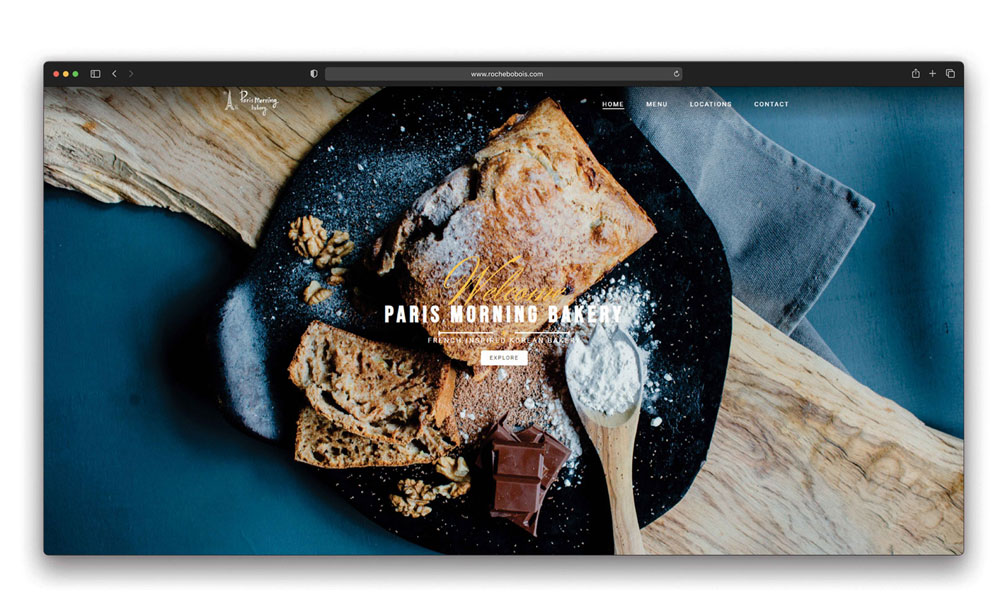 www.rochebobois.com
Paris Morning
bakery
HOME MENU LOCATIONS CONTACT
Welcome
PARIS MORNING BAKERY
FRENCH INSPIRED KOREAN BAKERY
EXPLORE